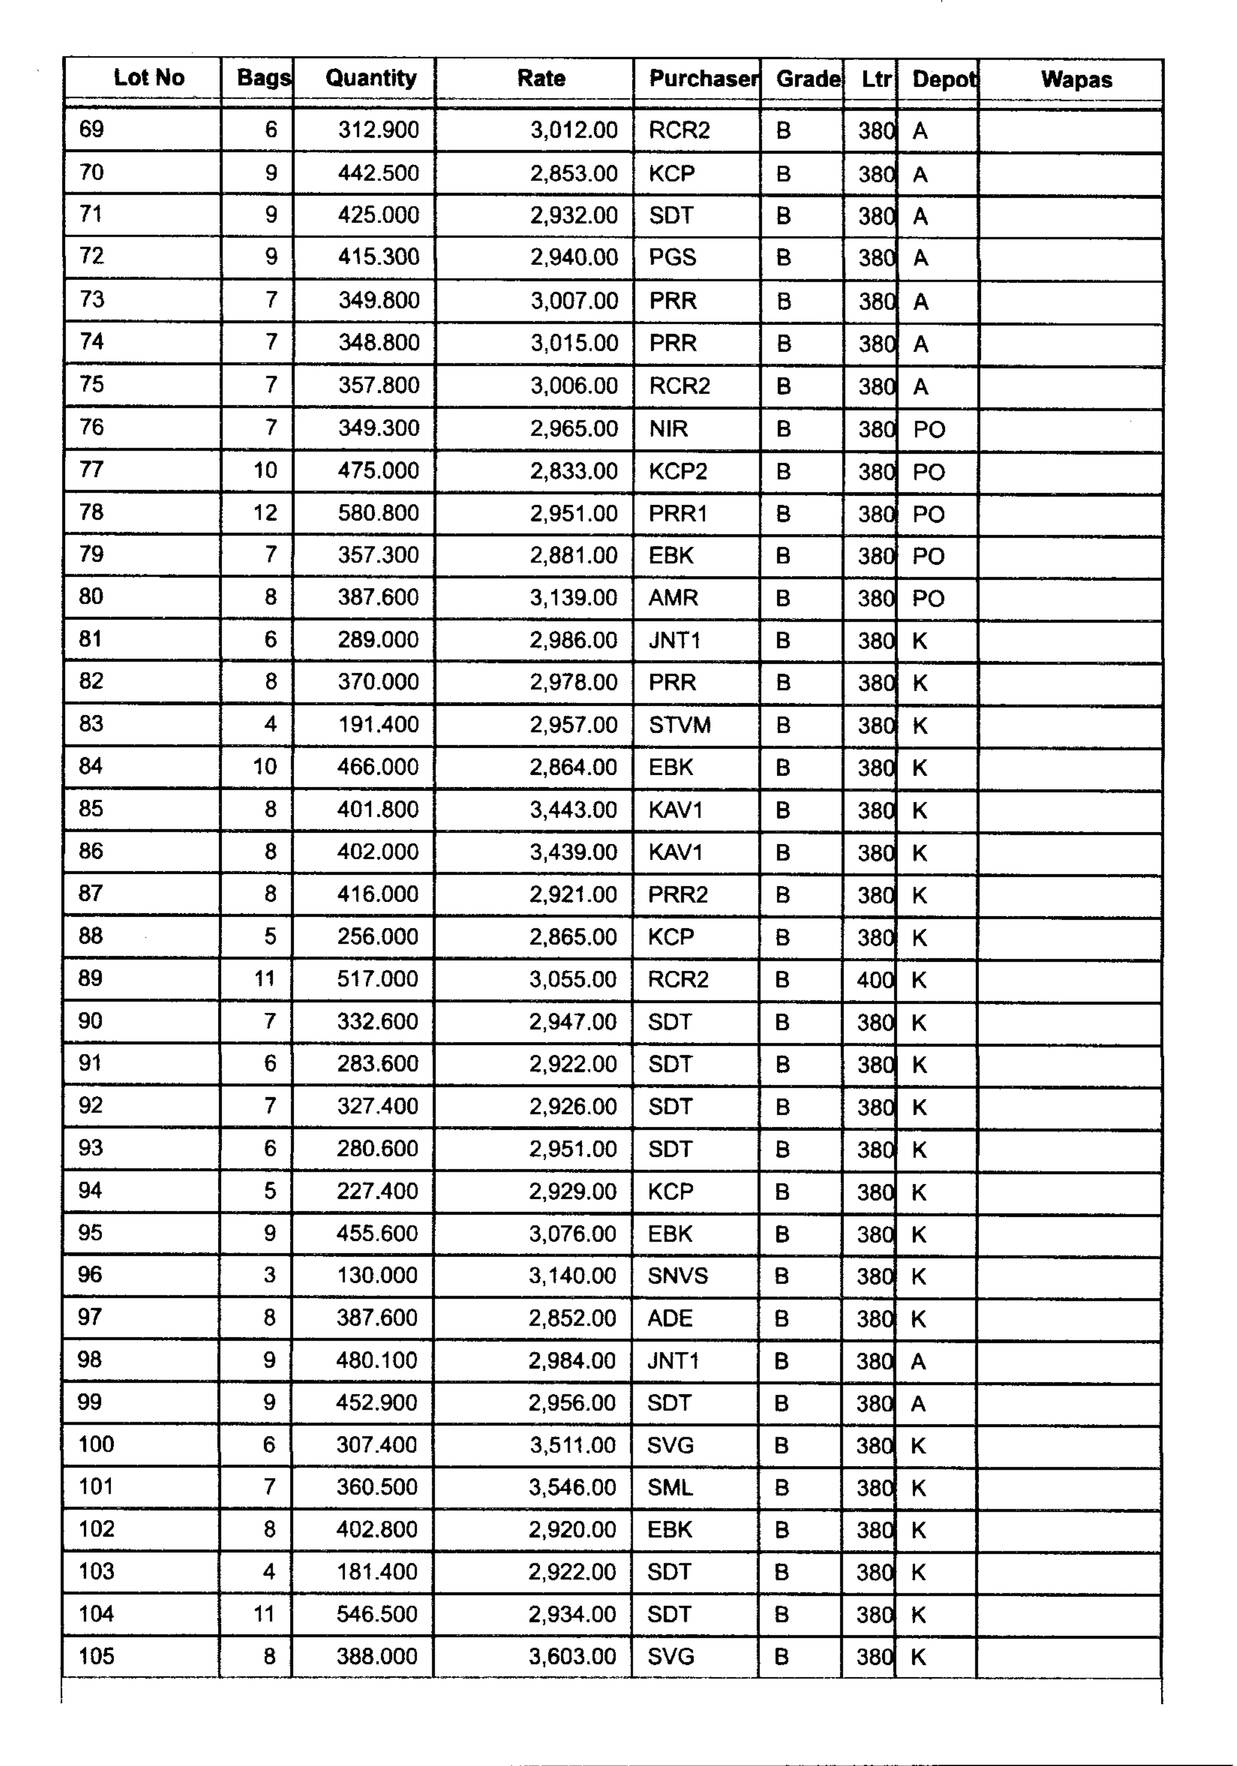 Lot No Bags Quantity Rate Purchaser Grade Ltr Depot Wapas
69 6 312.900 3,012.00 RCR2 B 380 A
70 9 442.500 2,853.00 KCP B 380 A
71 9 425.000 2,932.00 SDT B 380 A
72 9 415.300 2,940.00 PGS B 380 A
73 7 349.800 3,007.00 PRR B 380 A
74 7 348.800 3,015.00 PRR B 380 A
75 7 357.800 3,006.00 RCR2 B 380 A
76 7 349.300 2,965.00 NIR B 380 PO
77 10 475.000 2,833.00 KCP2 B 380 PO
78 12 580.800 2,951.00 PRR1 B 380 PO
79 7 357.300 2,881.00 EBK B 380 PO
80 8 387.600 3,139.00 AMR B 380 PO
81 6 289.000 2,986.00 JNT1 B 380 K
82 8 370.000 2,978.00 PRR B 380 K
83 4 191.400 2,957.00 STVM B 380 K
84 10 466.000 2,864.00 EBK B 380 K
85 8 401.800 3,443.00 KAV1 B 380 K
86 8 402.000 3,439.00 KAV1 B 380 K
87 8 416.000 2,921.00 PRR2 B 380 K
88 5 256.000 2,865.00 KCP B 380 K
89 11 517.000 3,055.00 RCR2 B 400 K
90 7 332.600 2,947.00 SDT B 380 K
91 6 283.600 2,922.00 SDT B 380 K
92 7 327.400 2,926.00 SDT B 380 K
93 6 280.600 2,951.00 SDT B 380 K
94 5 227.400 2,929.00 KCP B 380 K
95 9 455.600 3,076.00 EBK B 380 K
96 3 130.000 3,140.00 SNVS B 380 K
97 8 387.600 2,852.00 ADE B 380 K
98 9 480.100 2,984.00 JNT1 B 380 A
99 9 452.900 2,956.00 SDT B 380 A
100 6 307.400 3,511.00 SVG B 380 K
101 7 360.500 3,546.00 SML B 380 K
102 8 402.800 2,920.00 EBK B 380 K
103 4 181.400 2,922.00 SDT B 380 K
104 11 546.500 2,934.00 SDT B 380 K
105 8 388.000 3,603.00 SVG B 380 K